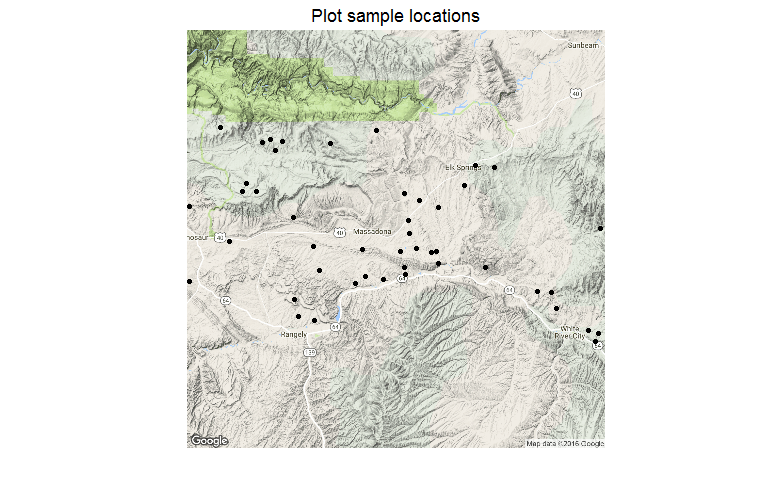 Plot sample locations
Sunbeam
40
Elk Springs
Massadona
40
nosaur
40
64
64
64
White
River City
64
Rangely
64
139
Google
Map data ©2016 Google